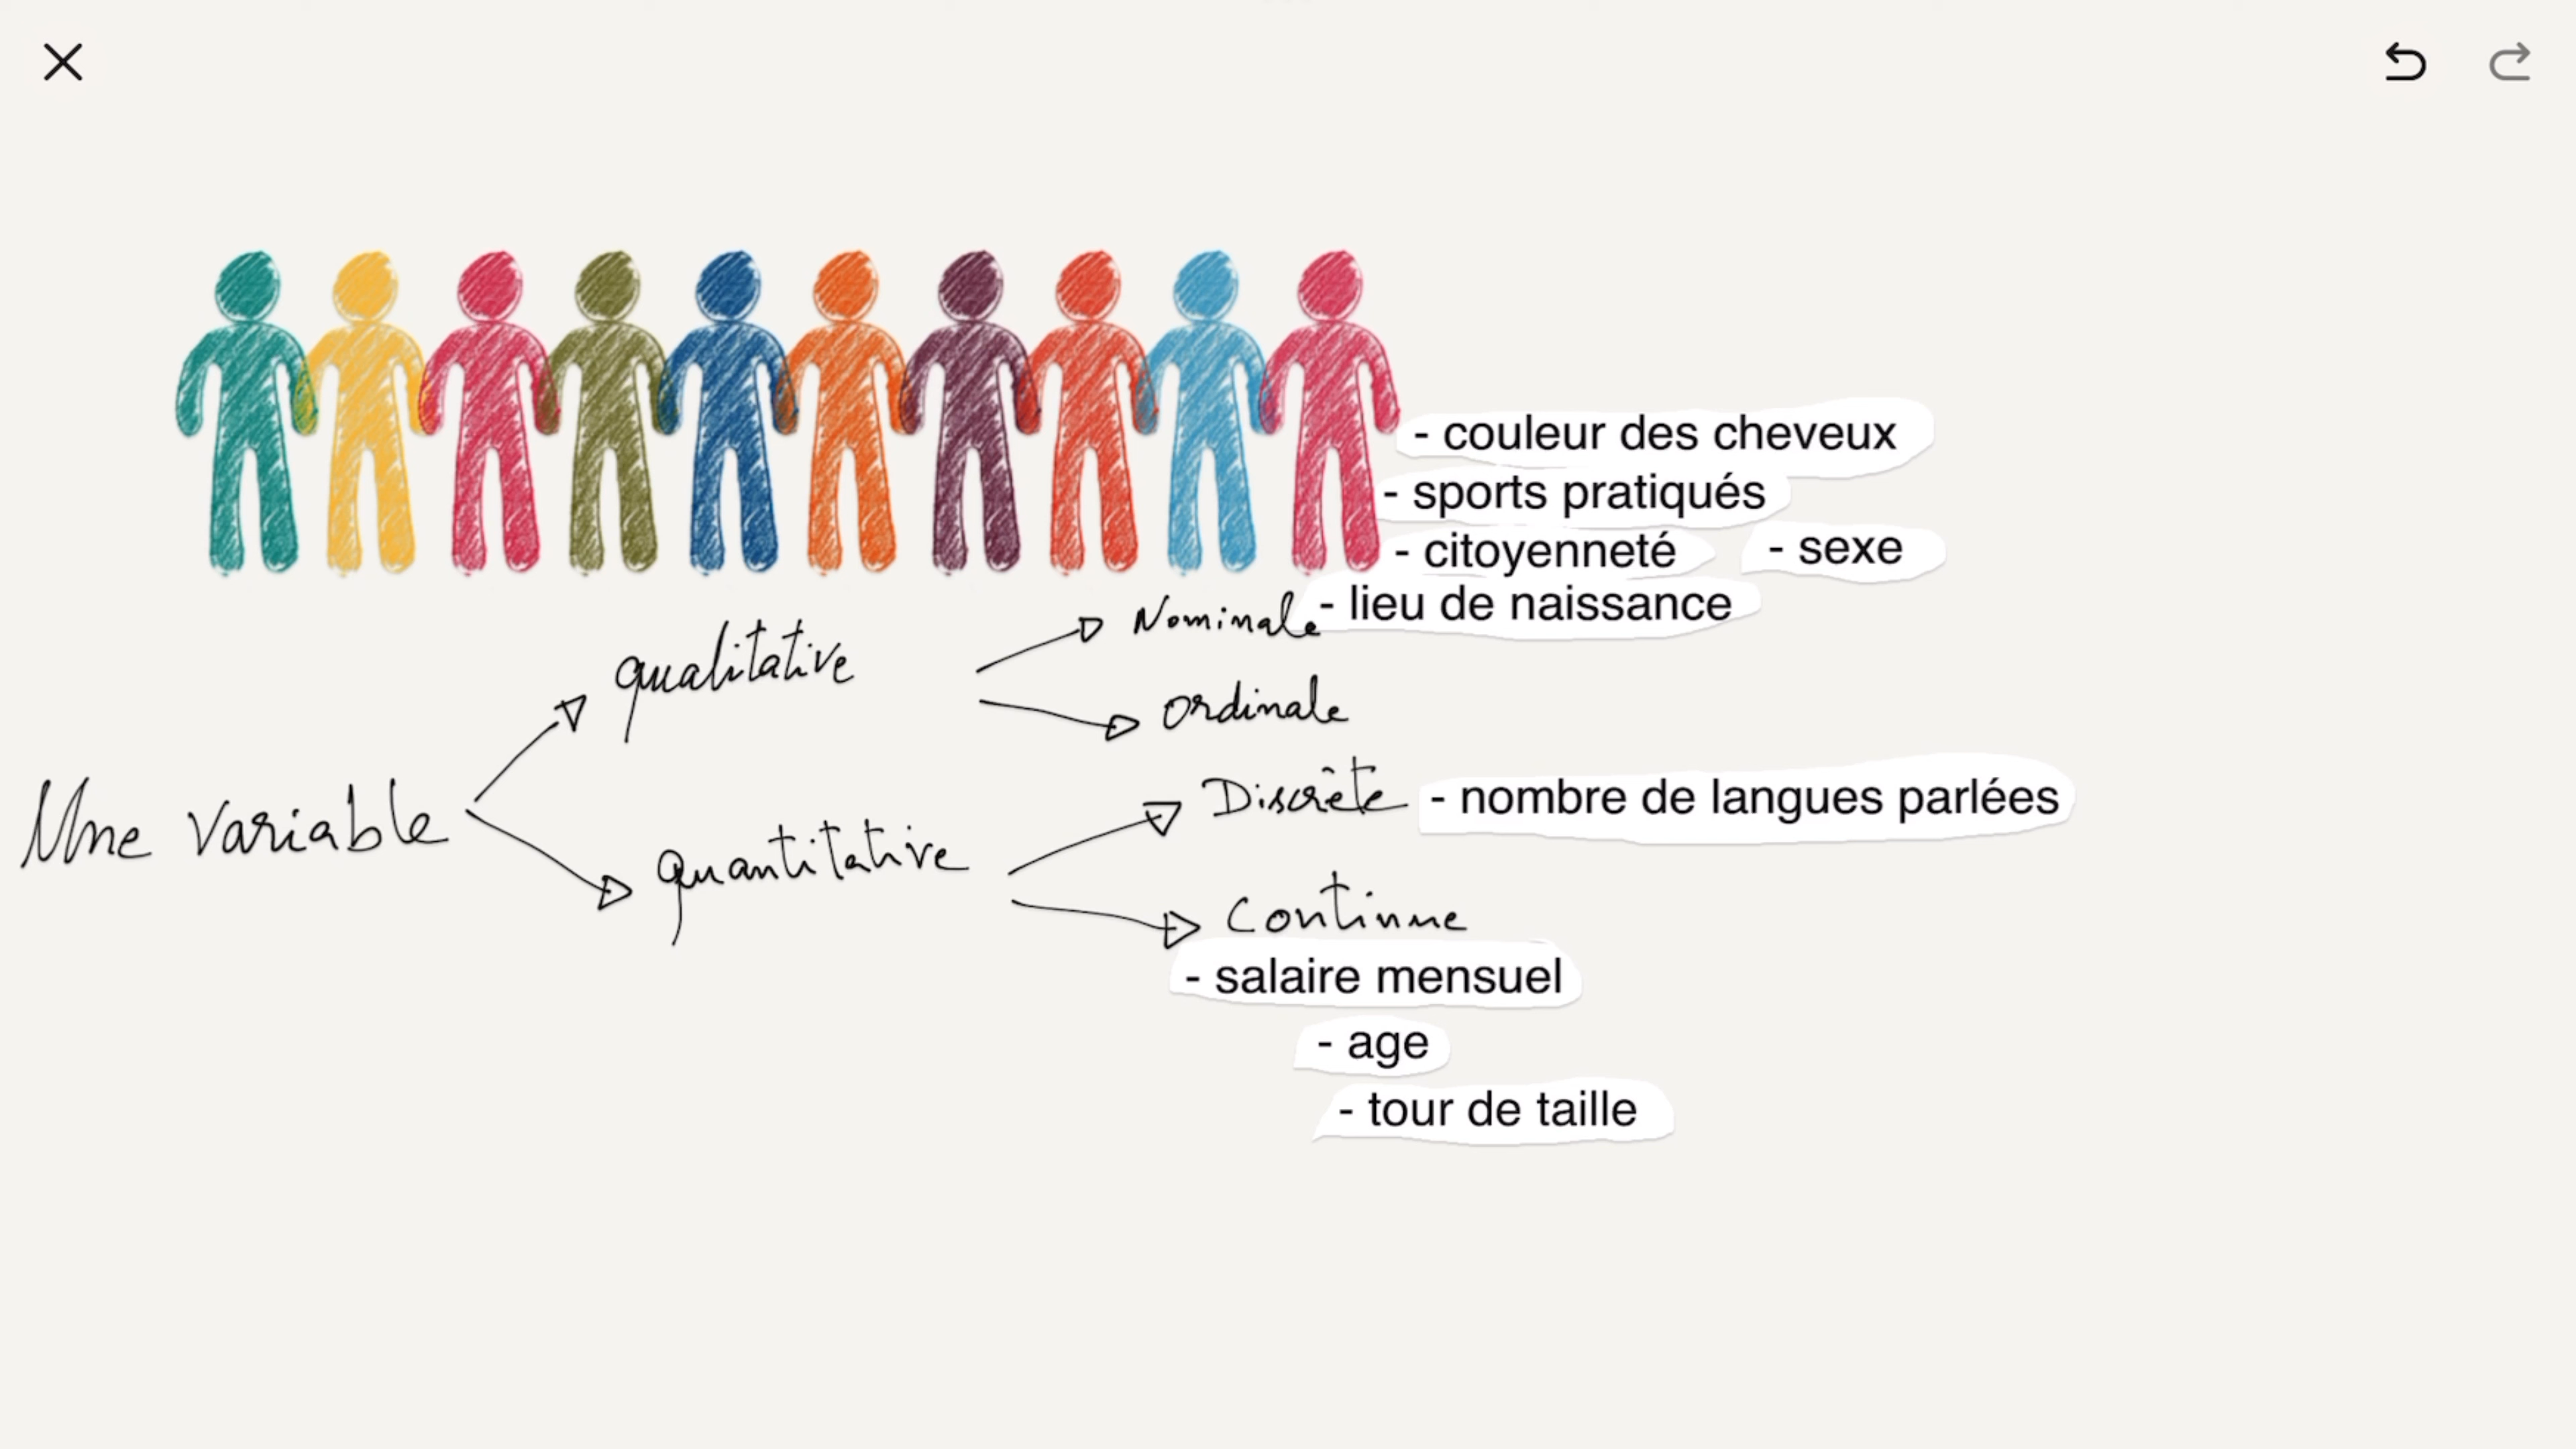 - couleur des cheveux
- sports pratiqués
- citoyenneté - sexe
Nominale - lieu de naissance
qualitative
Ordinale
Une variable
Discrête - nombre de langues parlées
quantitative
Continue
- salaire mensuel
- age
- tour de taille